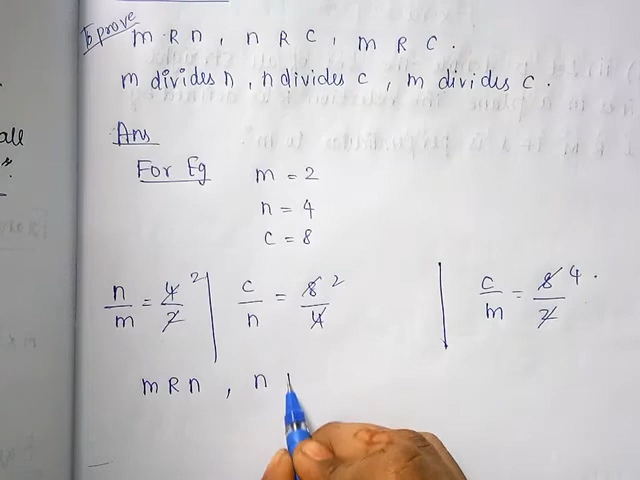 To prove m R n, n R c, m R c.
m divides n, n divides c, m divides c.
Ans
For Eg m = 2
n = 4
c = 8
n/m = 4/2 2 | c/n = 8/4 2 | c/m = 8/2 4.
m R n, n
all